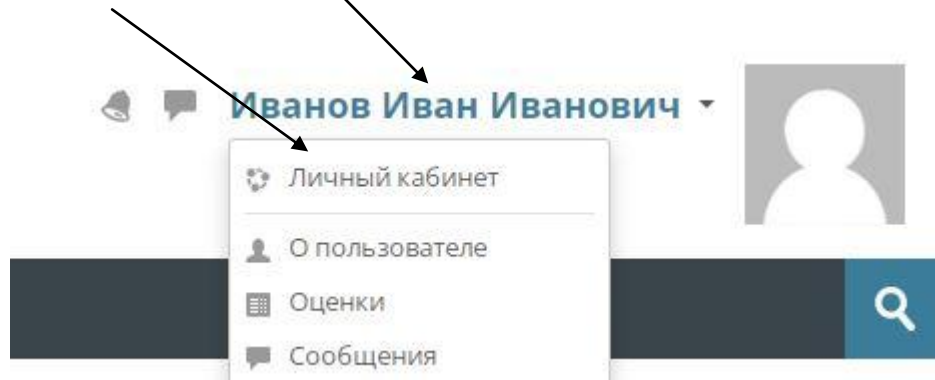 Иванов Иван Иванович
Личный кабинет
О пользователе
Оценки
Сообщения